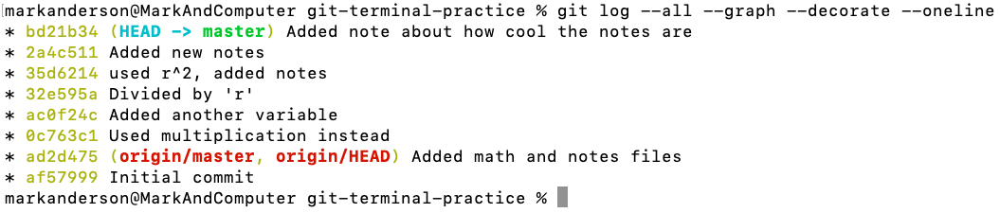 markanderson@MarkAndComputer git-terminal-practice % git log --all --graph --decorate --oneline
* bd21b34 (HEAD -> master) Added note about how cool the notes are
* 2a4c511 Added new notes
* 35d6214 used r^2, added notes
* 32e595a Divided by 'r'
* ac0f24c Added another variable
* 0c763c1 Used multiplication instead
* ad2d475 (origin/master, origin/HEAD) Added math and notes files
* af57999 Initial commit
markanderson@MarkAndComputer git-terminal-practice %